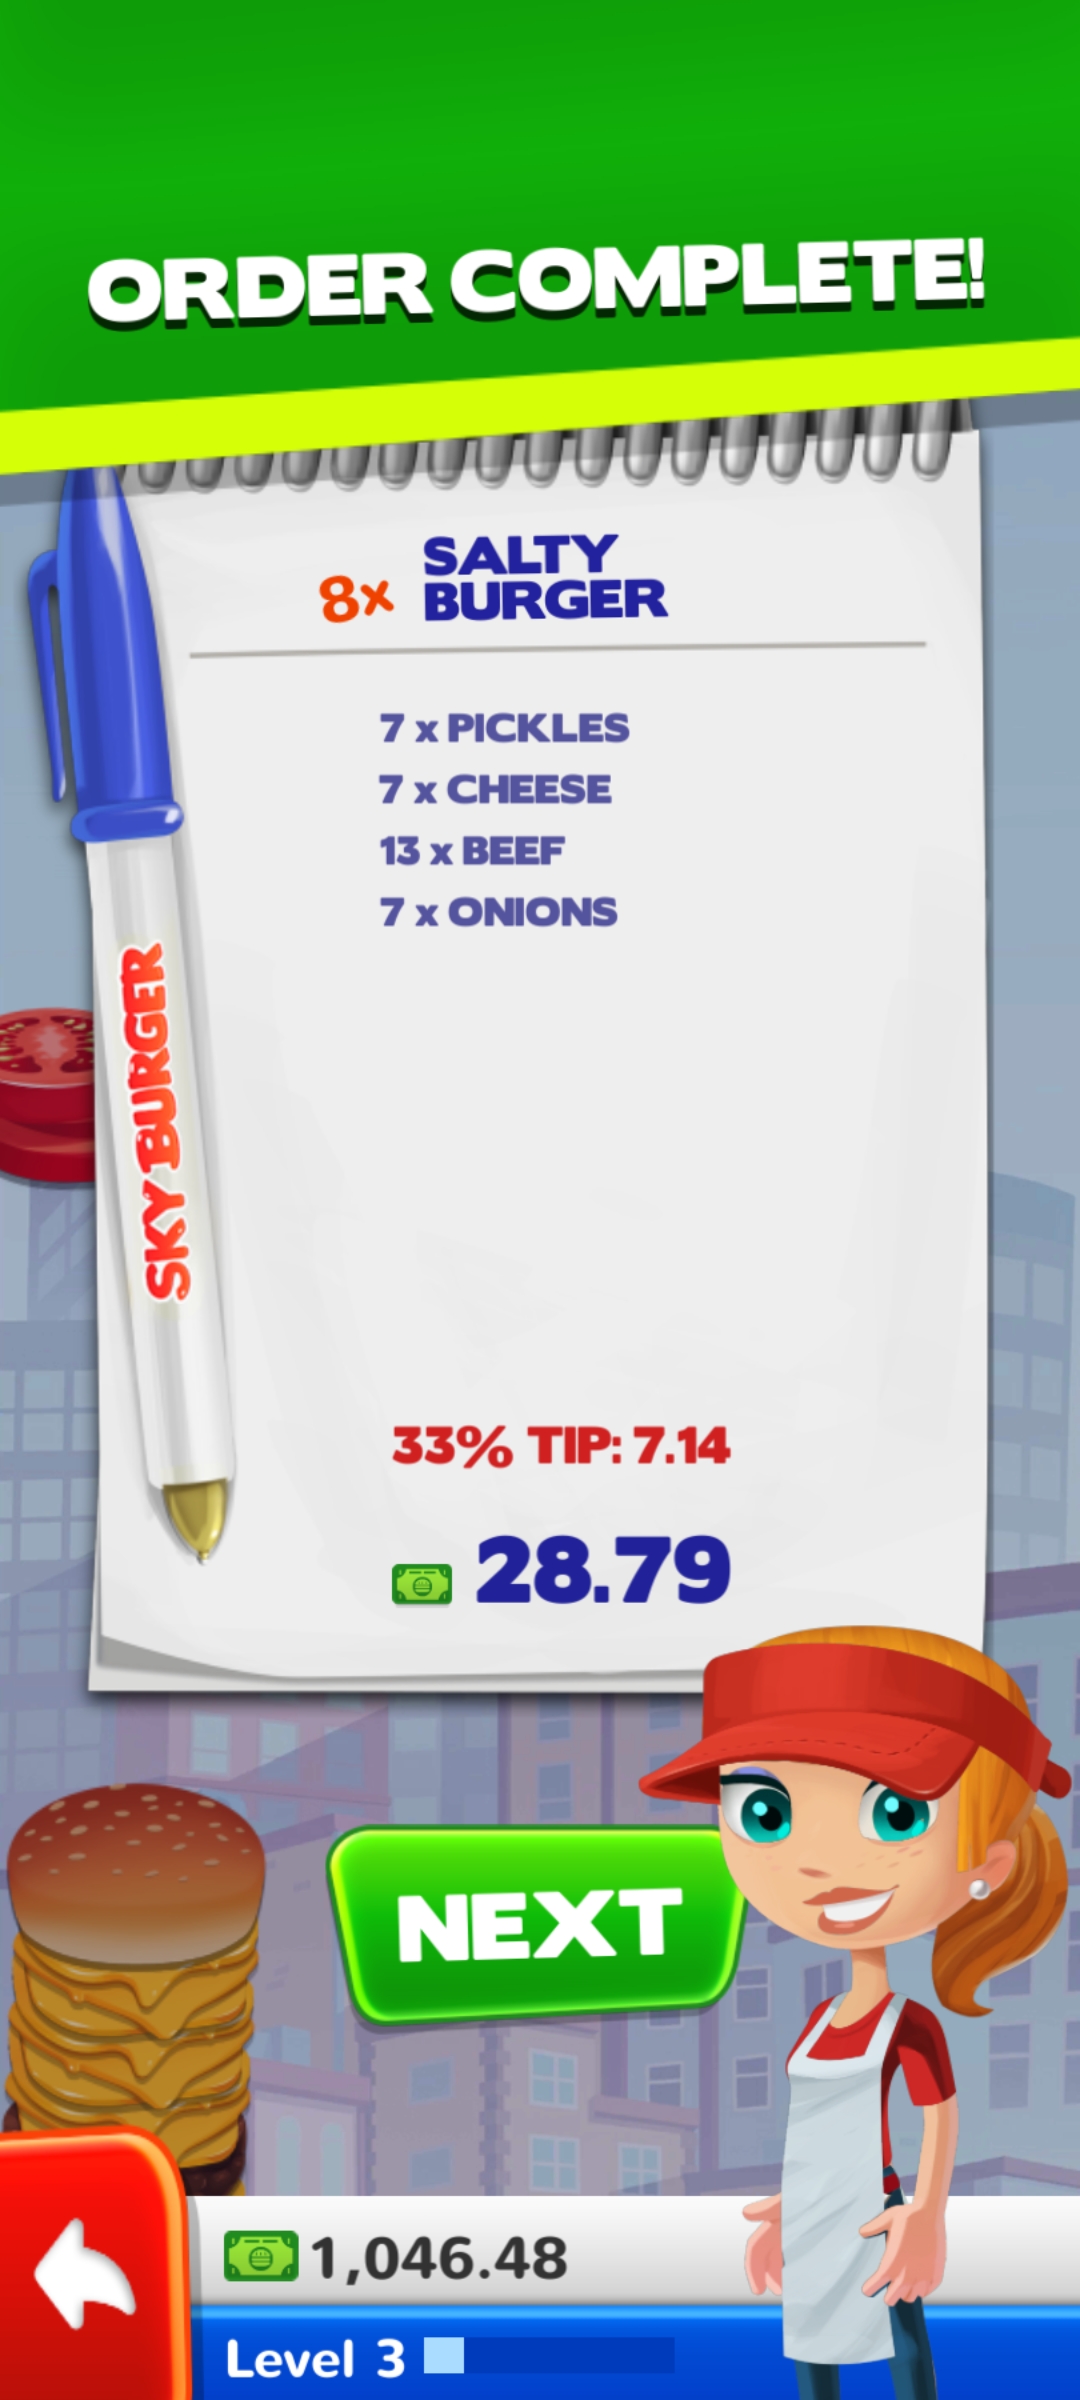 ORDER COMPLETE!
8x SALTY
BURGER
7 x PICKLES
7 x CHEESE
13 x BEEF
7 x ONIONS
SKY BURGER
33% TIP: 7.14
28.79
NEXT
1,046.48
Level 3